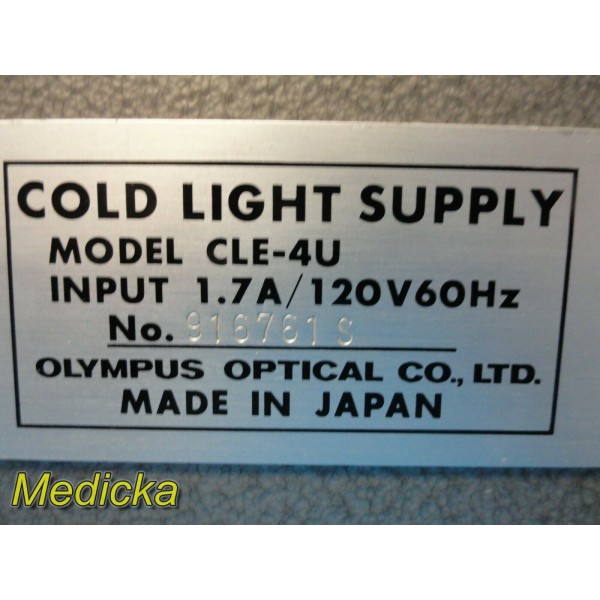 COLD LIGHT SUPPLY
MODEL CLE-4U
INPUT 1.7A/120V60Hz
No. 916761 S
OLYMPUS OPTICAL CO., LTD.
MADE IN JAPAN
Medicka